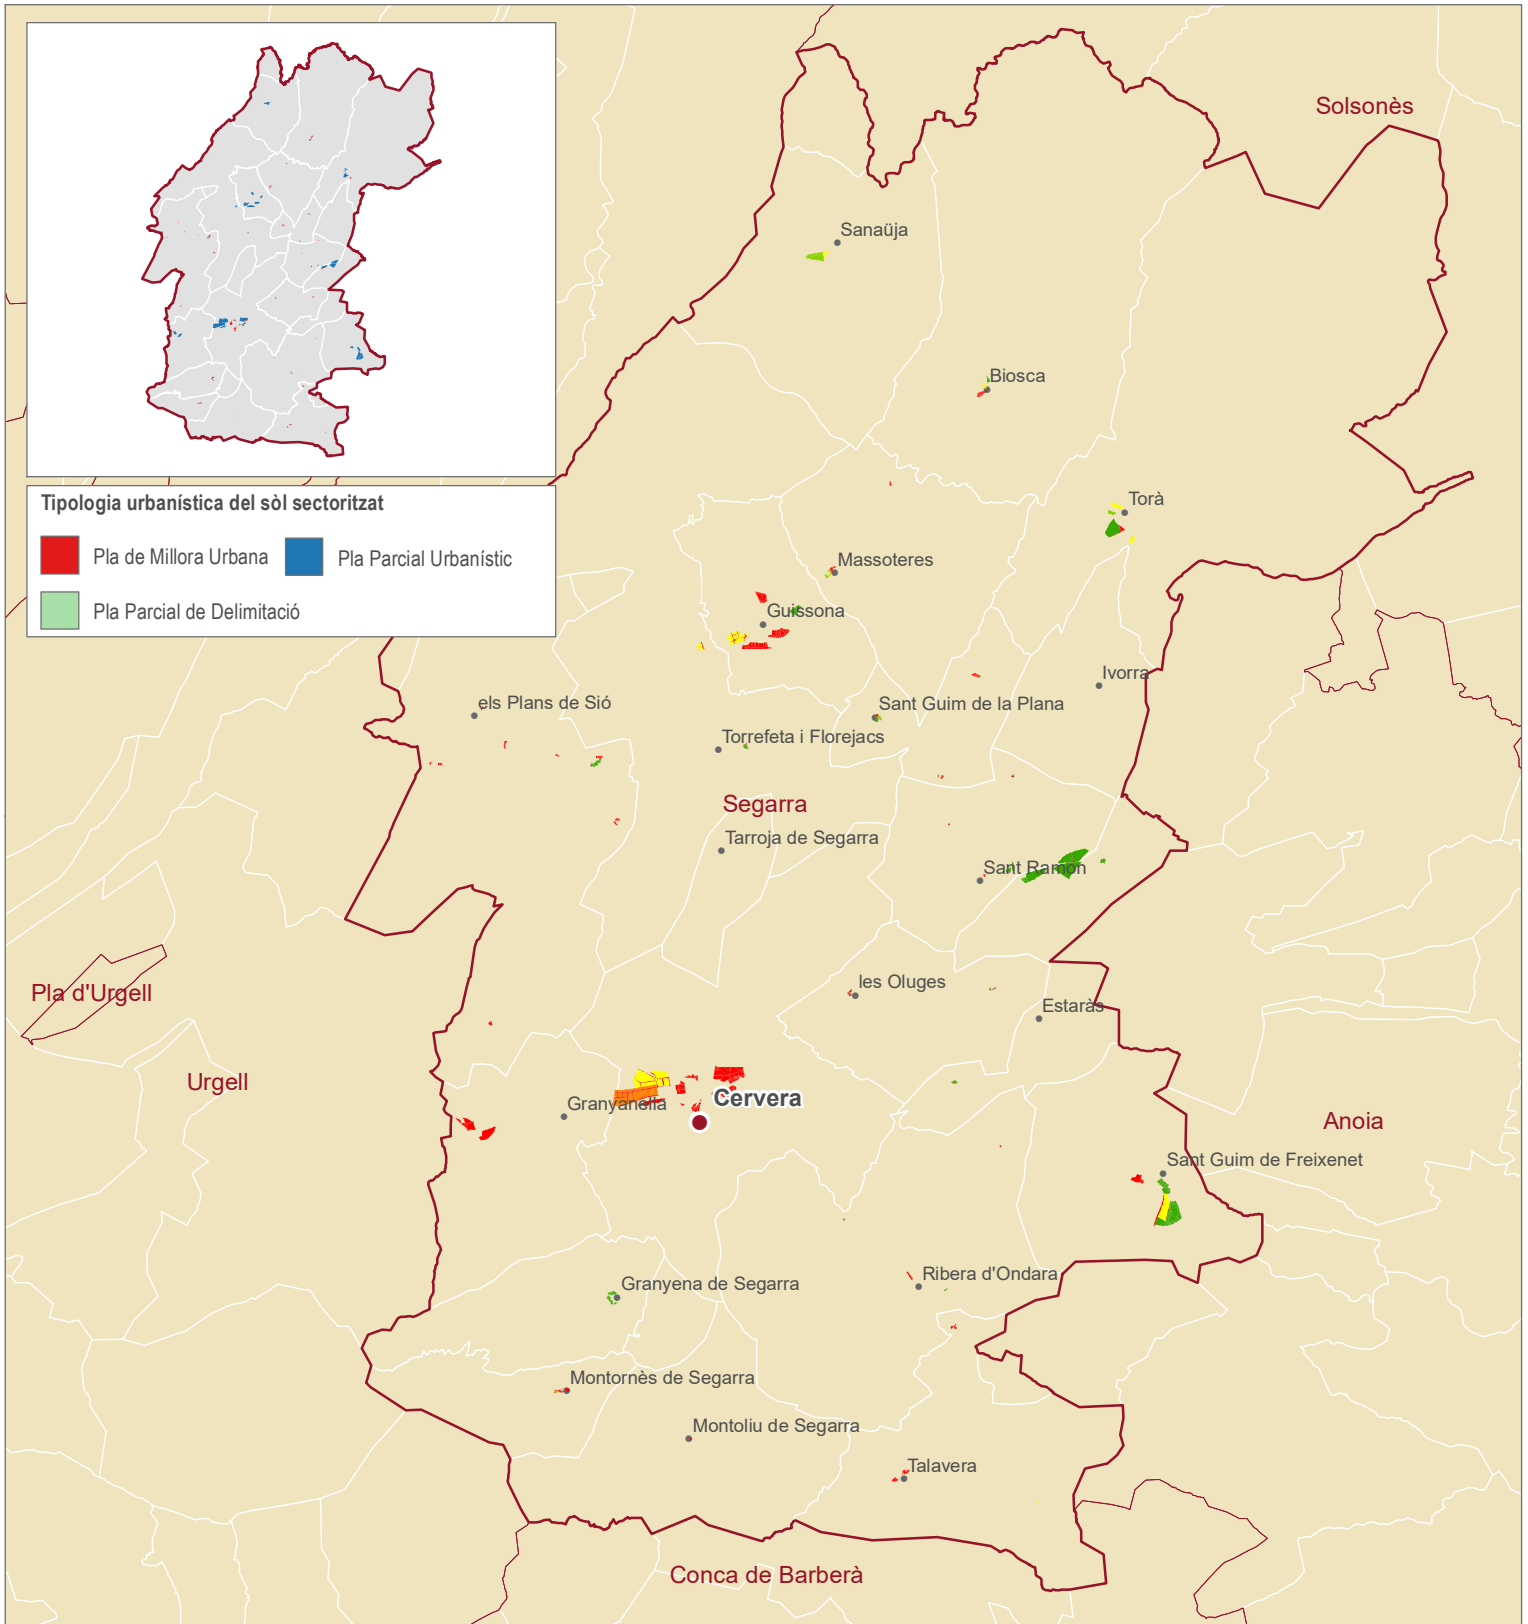 Solsonès
Sanaüja
Biosca
Tipologia urbanística del sòl sectoritzat
Pla de Millora Urbana
Pla Parcial Urbanístic
Pla Parcial de Delimitació
Torà
Massoteres
Guissona
Ivorra
els Plans de Sió
Sant Guim de la Plana
Torrefeta i Florejacs
Segarra
Tarroja de Segarra
Sant Ramon
les Oluges
Pla d'Urgell
Estaràs
Urgell
Cervera
Granyanella
Anoia
Sant Guim de Freixenet
Ribera d'Ondara
Granyena de Segarra
Montornès de Segarra
Montoliu de Segarra
Talavera
Conca de Barberà